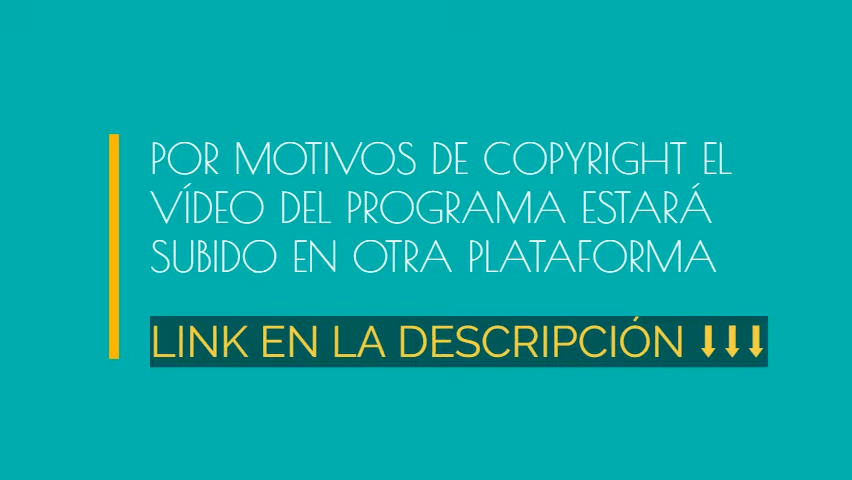 POR MOTIVOS DE COPYRIGHT EL
VÍDEO DEL PROGRAMA ESTARÁ
SUBIDO EN OTRA PLATAFORMA
LINK EN LA DESCRIPCIÓN ⬇⬇⬇